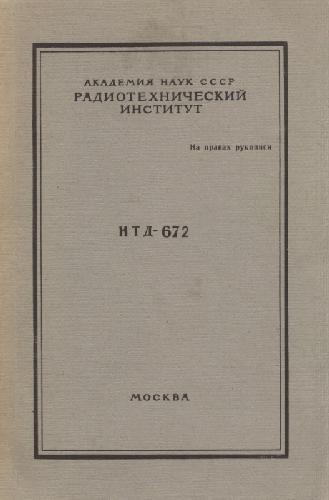 АКАДЕМИЯ НАУК СССР
РАДИОТЕХНИЧЕСКИЙ
ИНСТИТУТ
На правах рукописи
НТД-672
МОСКВА